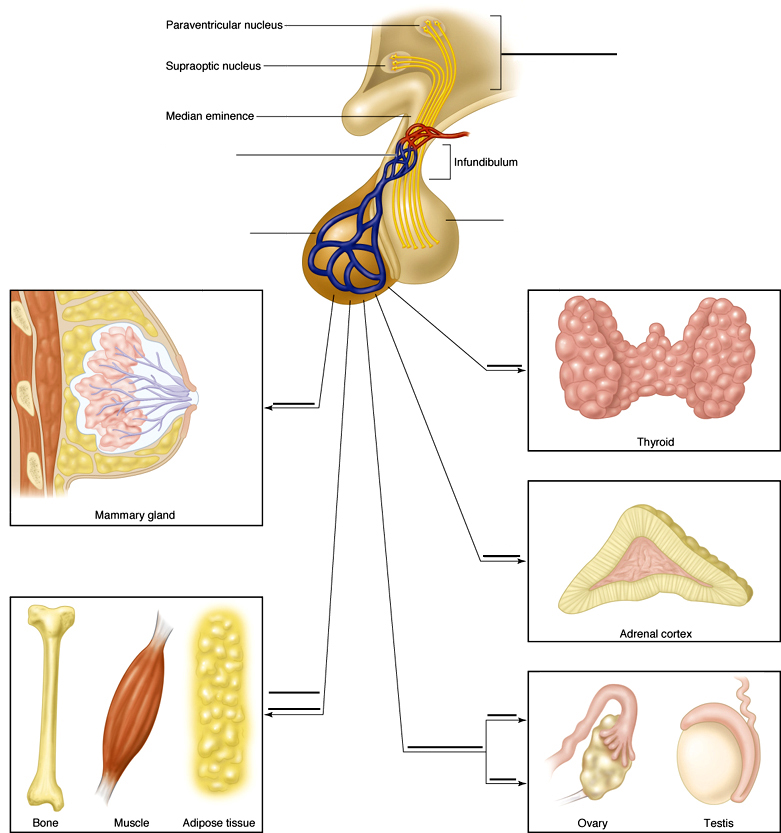 Paraventricular nucleus
Supraoptic nucleus
Median eminence
Infundibulum
Mammary gland
Thyroid
Adrenal cortex
Bone
Muscle
Adipose tissue
Ovary
Testis